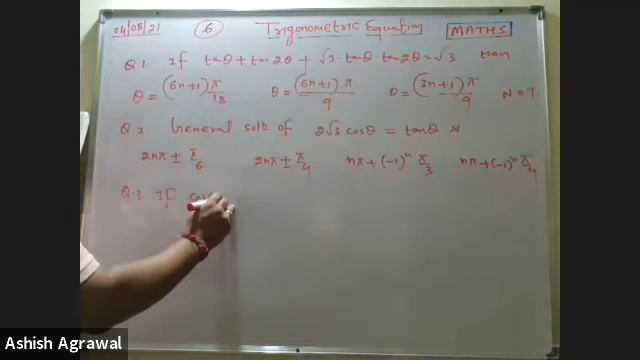 04/08/21 (6) Trigonometric Equation MATHS
Q.1. If tanθ + tan2θ + √3·tanθ·tan2θ = √3 then
θ = (6n+1)π/18 θ = (6n+1)π/9 θ = (3n+1)π/9 N.O.T.
Q.2 General soln of 2√3 cosθ = tanθ is
2nπ ± π/6 2nπ ± π/4 nπ + (-1)ⁿ π/3 nπ + (-1)ⁿ π/4
Q.3 If cos
Ashish Agrawal